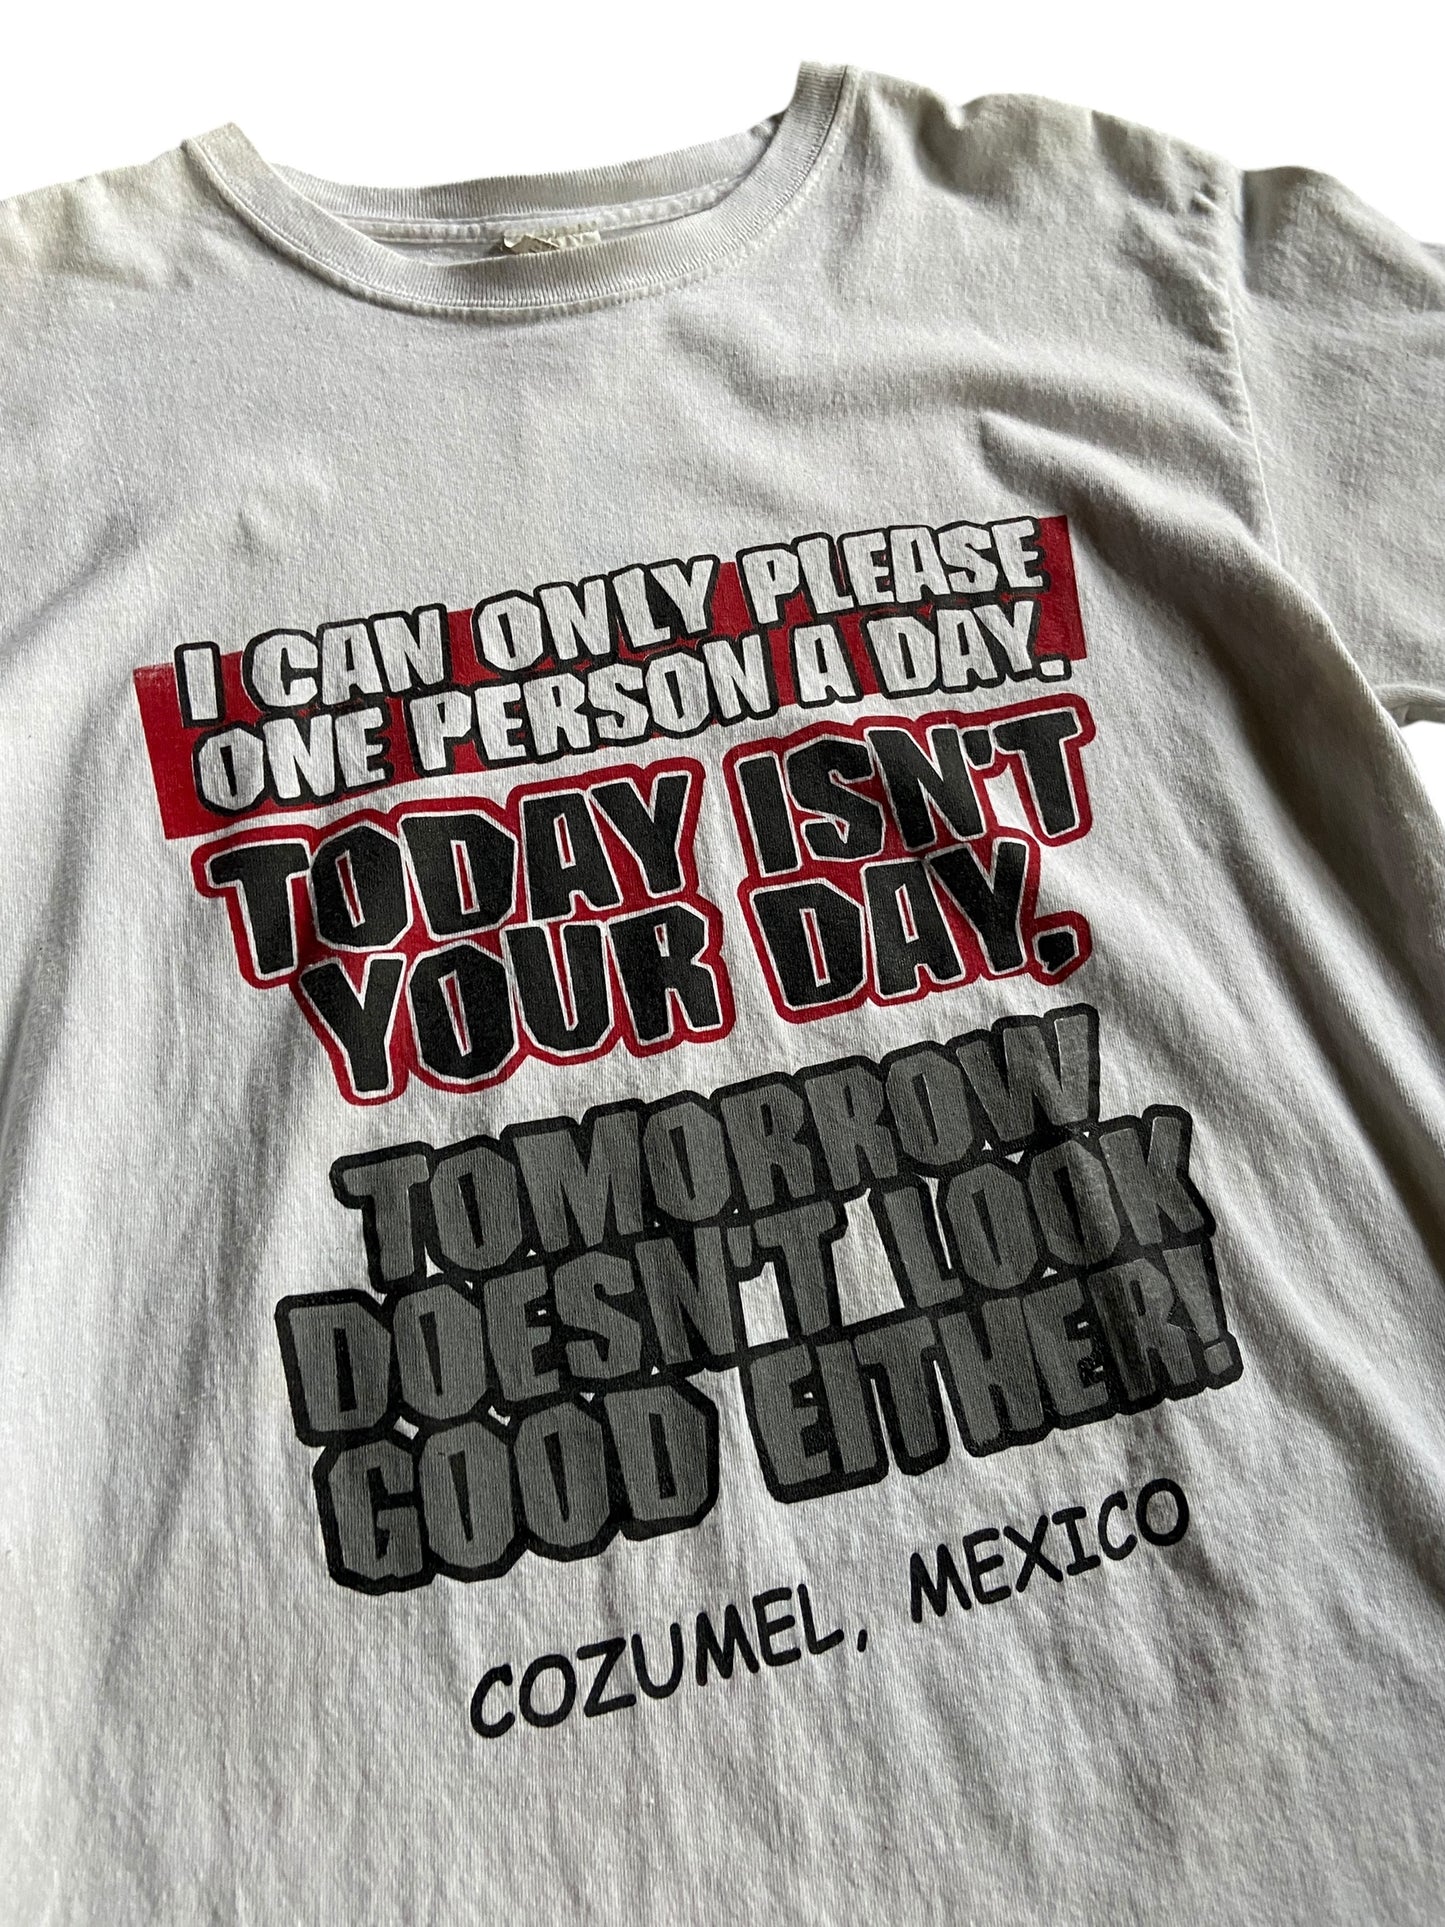 I CAN ONLY PLEASE
ONE PERSON A DAY.
TODAY ISN'T
YOUR DAY.
TOMORROW
DOESN'T LOOK
GOOD EITHER!
COZUMEL, MEXICO